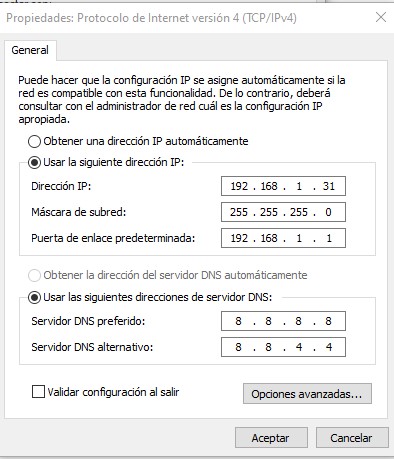 Propiedades: Protocolo de Internet versión 4 (TCP/IPv4)
General
Puede hacer que la configuración IP se asigne automáticamente si la
red es compatible con esta funcionalidad. De lo contrario, deberá
consultar con el administrador de red cuál es la configuración IP
apropiada.
Obtener una dirección IP automáticamente
Usar la siguiente dirección IP:
Dirección IP: 192 . 168 . 1 . 31
Máscara de subred: 255 . 255 . 255 . 0
Puerta de enlace predeterminada: 192 . 168 . 1 . 1
Obtener la dirección del servidor DNS automáticamente
Usar las siguientes direcciones de servidor DNS:
Servidor DNS preferido: 8 . 8 . 8 . 8
Servidor DNS alternativo: 8 . 8 . 4 . 4
Validar configuración al salir
Opciones avanzadas...
Aceptar
Cancelar